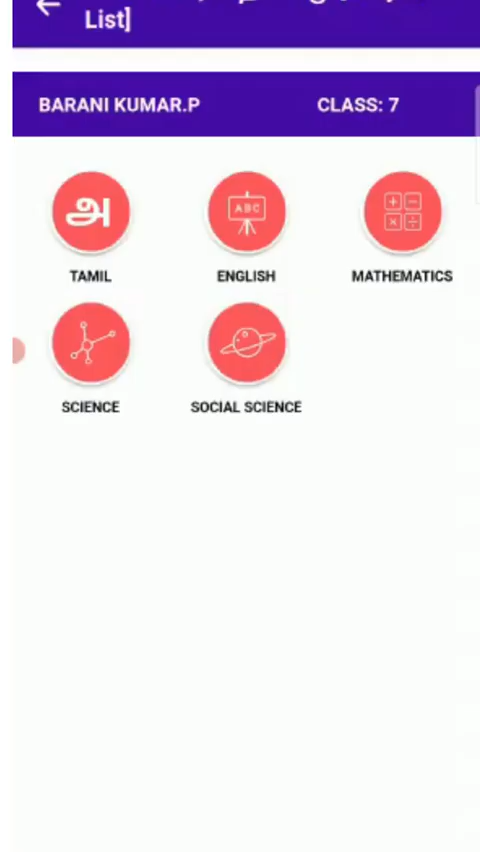 List]
BARANI KUMAR.P CLASS: 7
அ
ABC
TAMIL ENGLISH MATHEMATICS
SCIENCE SOCIAL SCIENCE